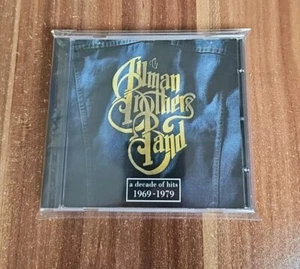 The
Allman
Brothers
Band
a decade of hits
1969-1979